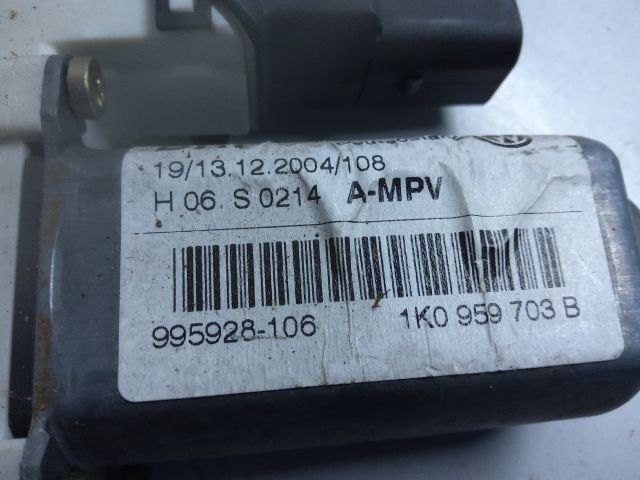 19/13.12.2004/108
H 06 S 0214 A-MPV
995928-106 1K0 959 703 B